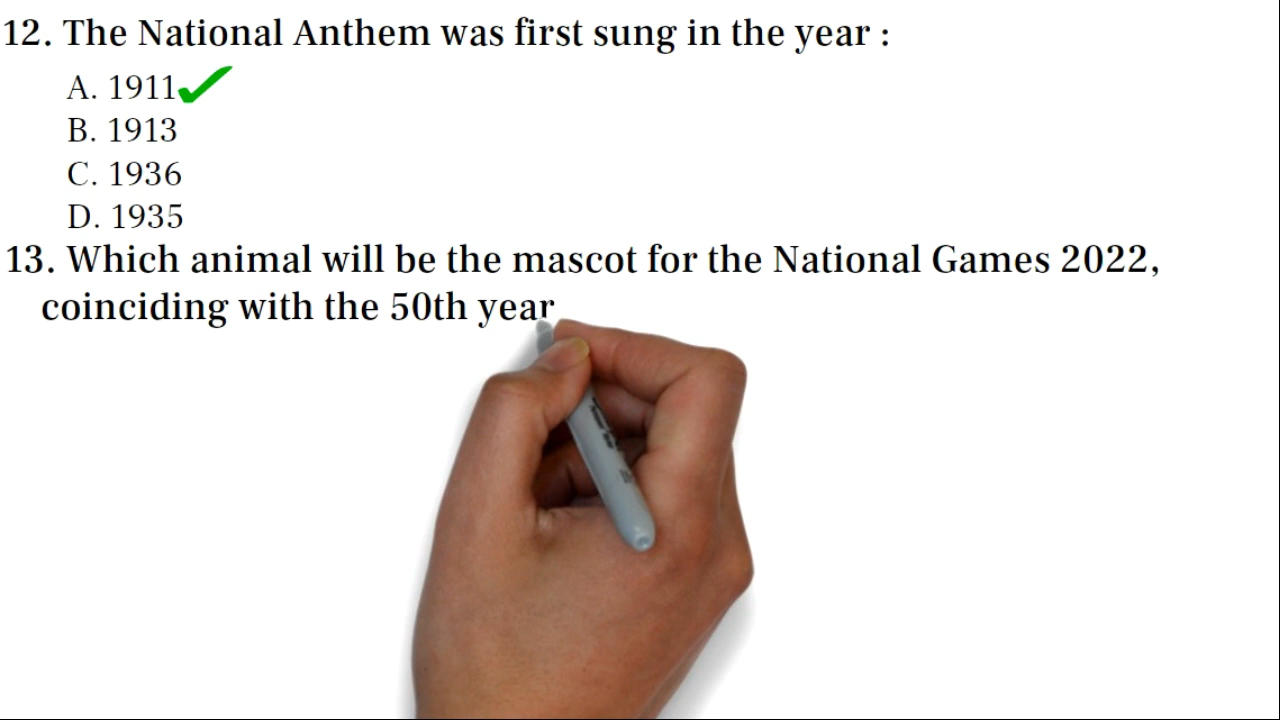 12. The National Anthem was first sung in the year :
A. 1911
B. 1913
C. 1936
D. 1935
13. Which animal will be the mascot for the National Games 2022,
coinciding with the 50th year